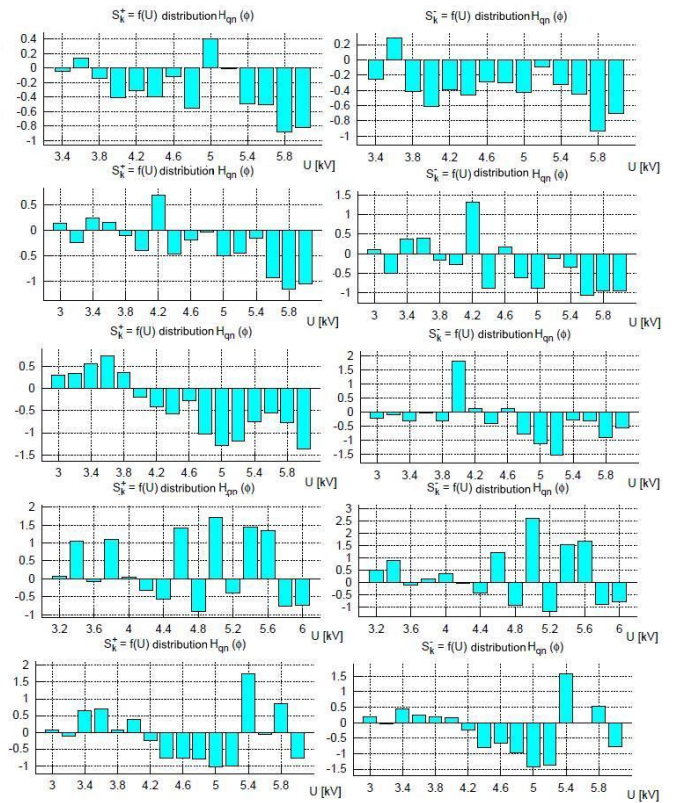 S⁺ₖ = f(U) distribution Hqn (ϕ)
S⁻ₖ = f(U) distribution Hqn (ϕ)
0.4
0.2
0
-0.2
-0.4
-0.6
-0.8
-1
3.4 3.8 4.2 4.6 5 5.4 5.8
U [kV]
0.2
0
-0.2
-0.4
-0.6
-0.8
-1
3.4 3.8 4.2 4.6 5 5.4 5.8
U [kV]
S⁺ₖ = f(U) distribution Hqn (ϕ)
S⁻ₖ = f(U) distribution Hqn (ϕ)
0.5
0
-0.5
-1
3 3.4 3.8 4.2 4.6 5 5.4 5.8
U [kV]
1.5
1
0.5
0
-0.5
-1
3 3.4 3.8 4.2 4.6 5 5.4 5.8
U [kV]
S⁺ₖ = f(U) distribution Hqn (ϕ)
S⁻ₖ = f(U) distribution Hqn (ϕ)
0.5
0
-0.5
-1
-1.5
3 3.4 3.8 4.2 4.6 5 5.4 5.8
U [kV]
2
1.5
1
0.5
0
-0.5
-1
-1.5
3 3.4 3.8 4.2 4.6 5 5.4 5.8
U [kV]
S⁺ₖ = f(U) distribution Hqn (ϕ)
S⁻ₖ = f(U) distribution Hqn (ϕ)
2
1.5
1
0.5
0
-0.5
-1
3.2 3.6 4 4.4 4.8 5.2 5.6 6
U [kV]
3
2.5
2
1.5
1
0.5
0
-0.5
-1
3.2 3.6 4 4.4 4.8 5.2 5.6 6
U [kV]
S⁺ₖ = f(U) distribution Hqn (ϕ)
S⁻ₖ = f(U) distribution Hqn (ϕ)
2
1.5
1
0.5
0
-0.5
-1
3 3.4 3.8 4.2 4.6 5 5.4 5.8
U [kV]
1.5
1
0.5
0
-0.5
-1
-1.5
3 3.4 3.8 4.2 4.6 5 5.4 5.8
U [kV]